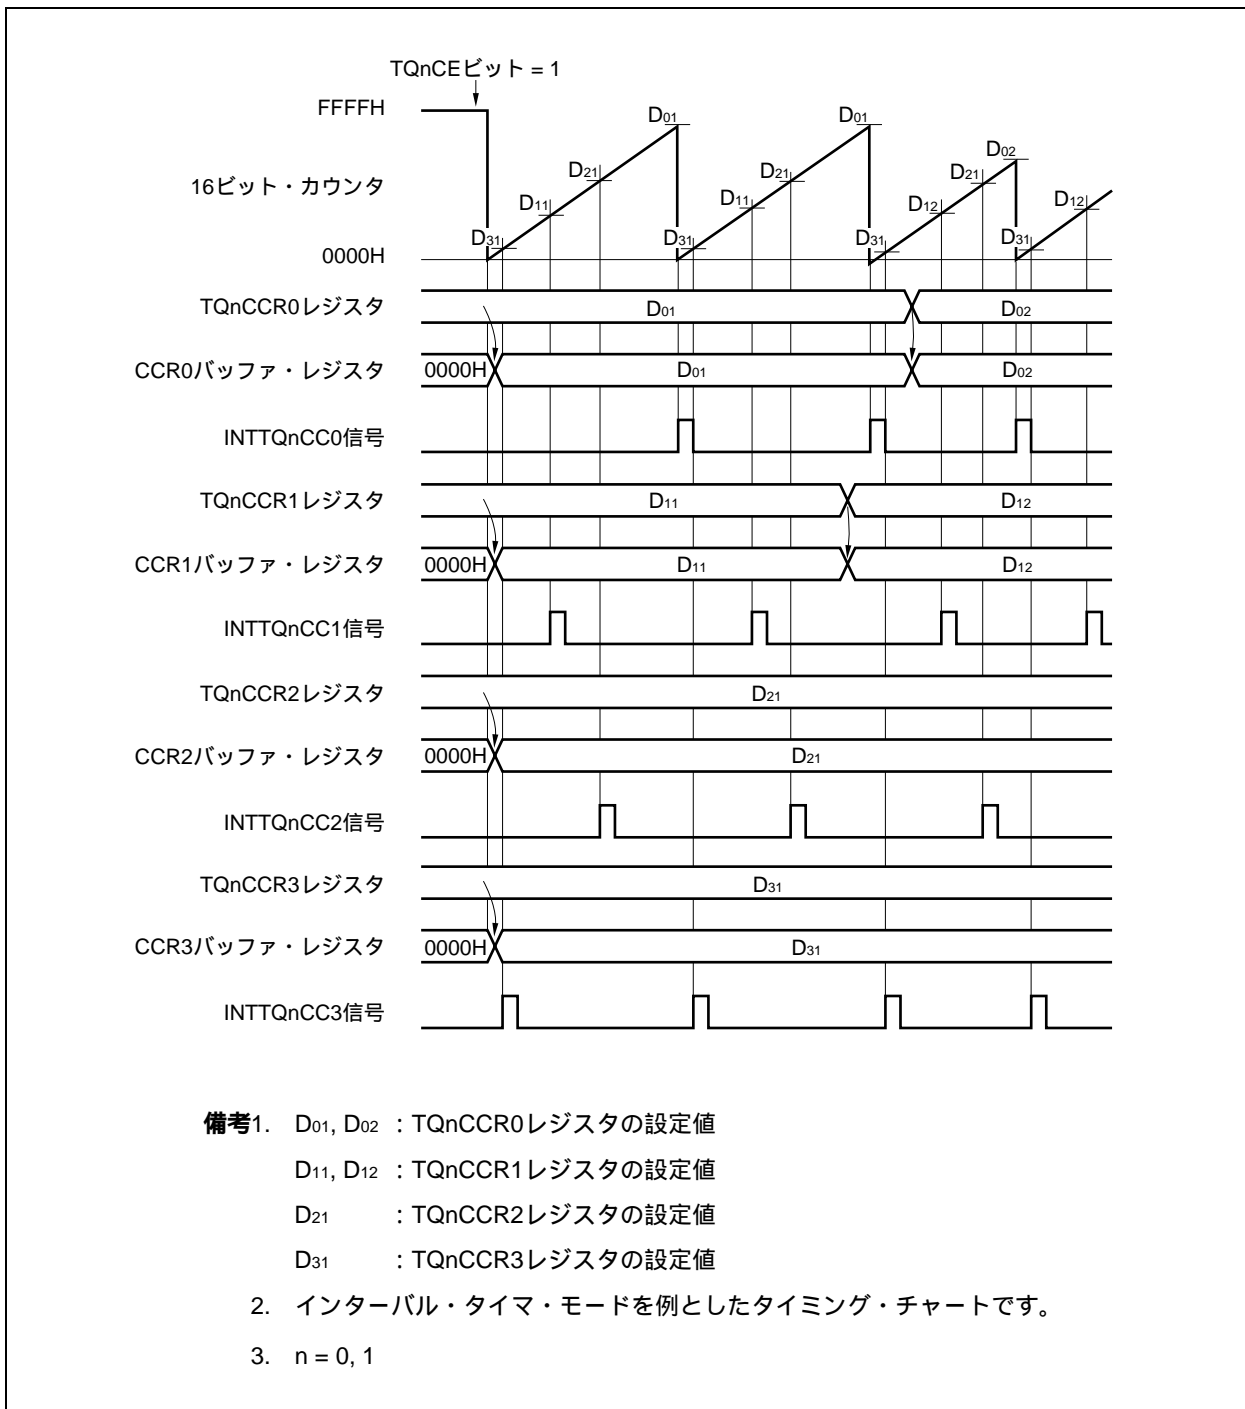 TQnCEビット = 1
FFFFH
D01 D01
D02
D21 D21 D21
16ビット・カウンタ
D11 D11 D12 D12
D31 D31 D31 D31
0000H
TQnCCR0レジスタ D01 D02
CCR0バッファ・レジスタ 0000H D01 D02
INTTQnCC0信号
TQnCCR1レジスタ D11 D12
CCR1バッファ・レジスタ 0000H D11 D12
INTTQnCC1信号
TQnCCR2レジスタ D21
CCR2バッファ・レジスタ 0000H D21
INTTQnCC2信号
TQnCCR3レジスタ D31
CCR3バッファ・レジスタ 0000H D31
INTTQnCC3信号
備考1. D01, D02 : TQnCCR0レジスタの設定値
D11, D12 : TQnCCR1レジスタの設定値
D21 : TQnCCR2レジスタの設定値
D31 : TQnCCR3レジスタの設定値
2. インターバル・タイマ・モードを例としたタイミング・チャートです。
3. n = 0, 1